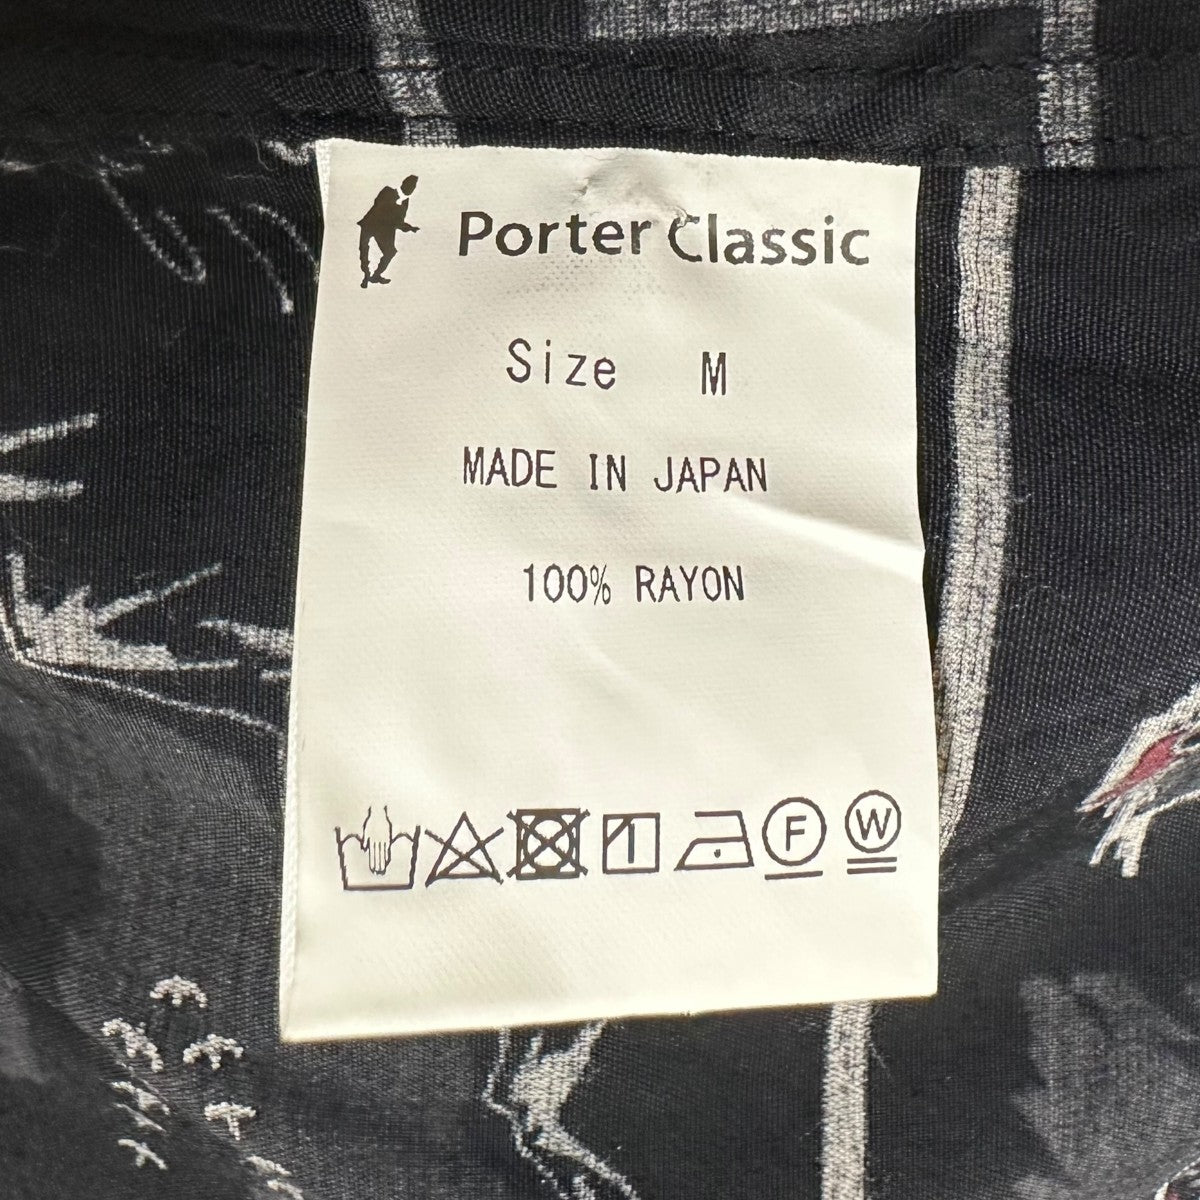 Porter Classic
Size M
MADE IN JAPAN
100% RAYON
F W